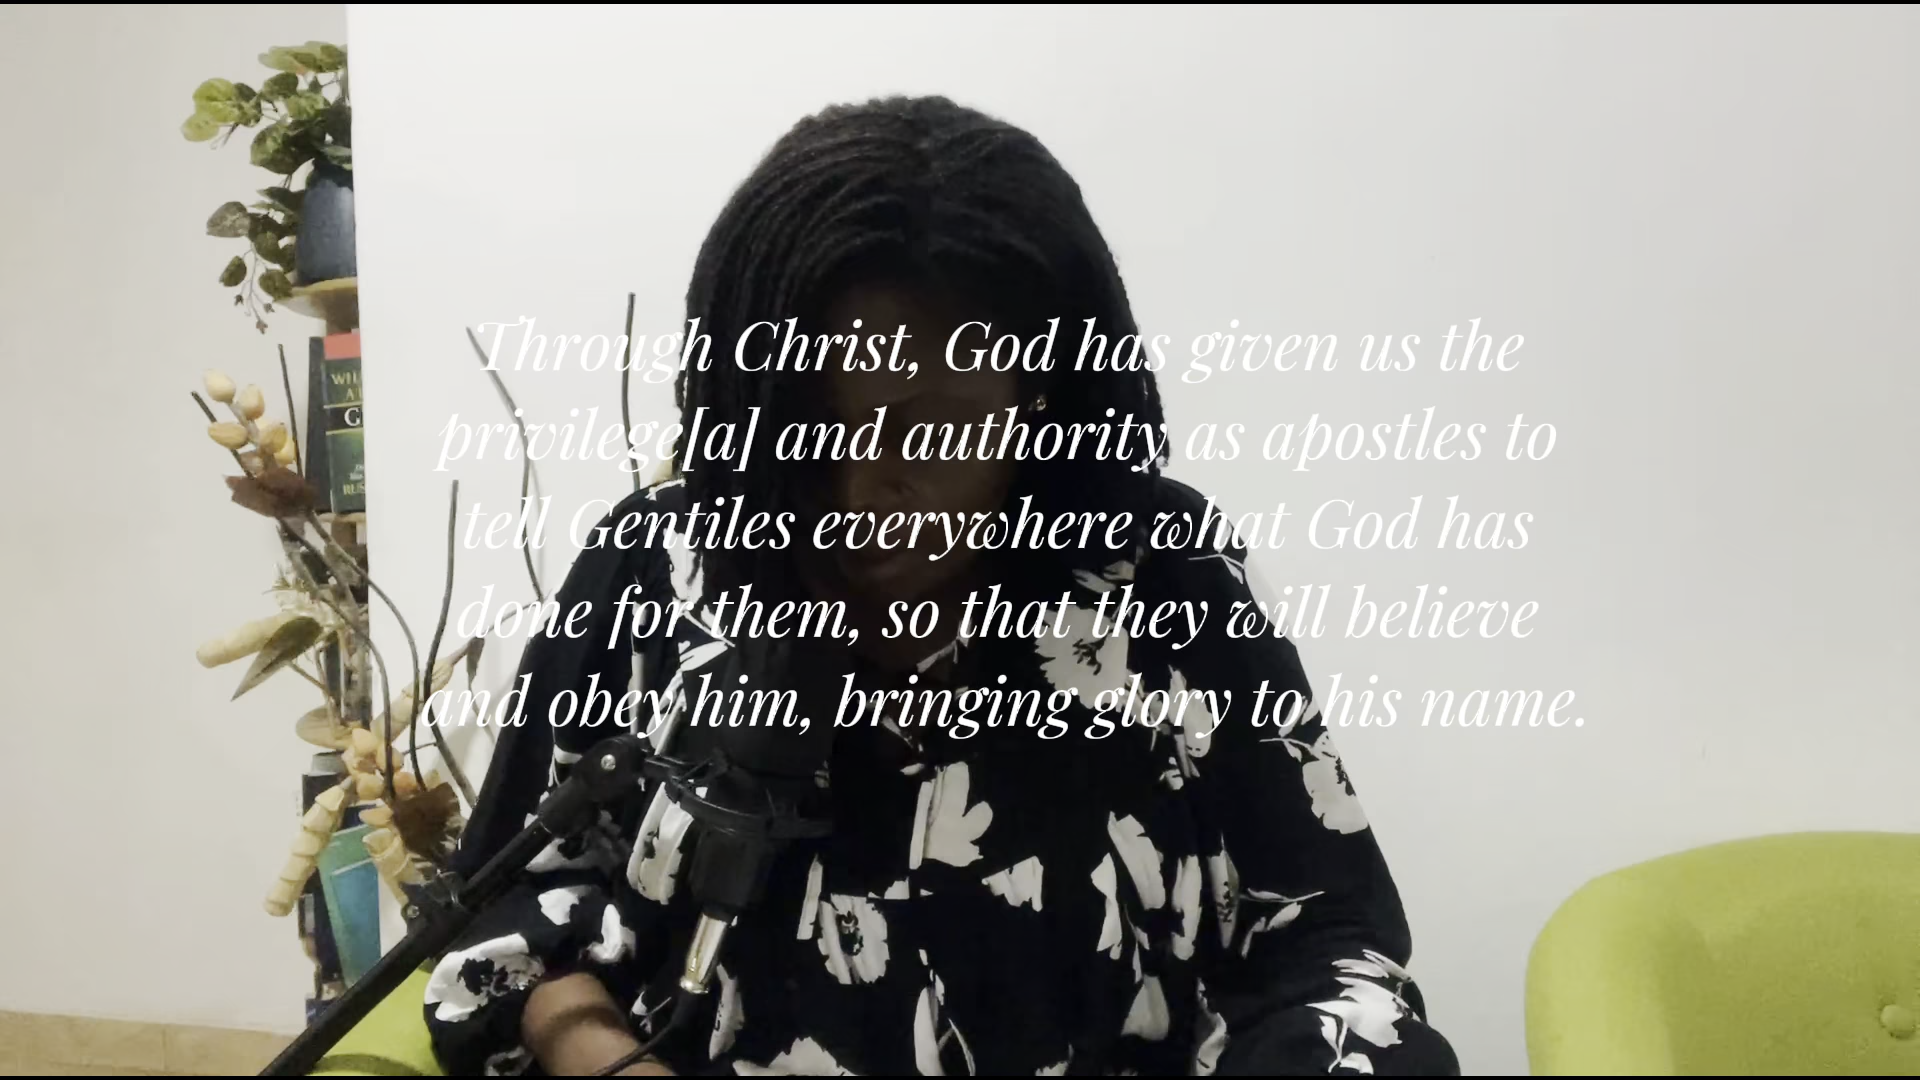 Through Christ, God has given us the
privilege[a] and authority as apostles to
tell Gentiles everywhere what God has
done for them, so that they will believe
and obey him, bringing glory to his name.